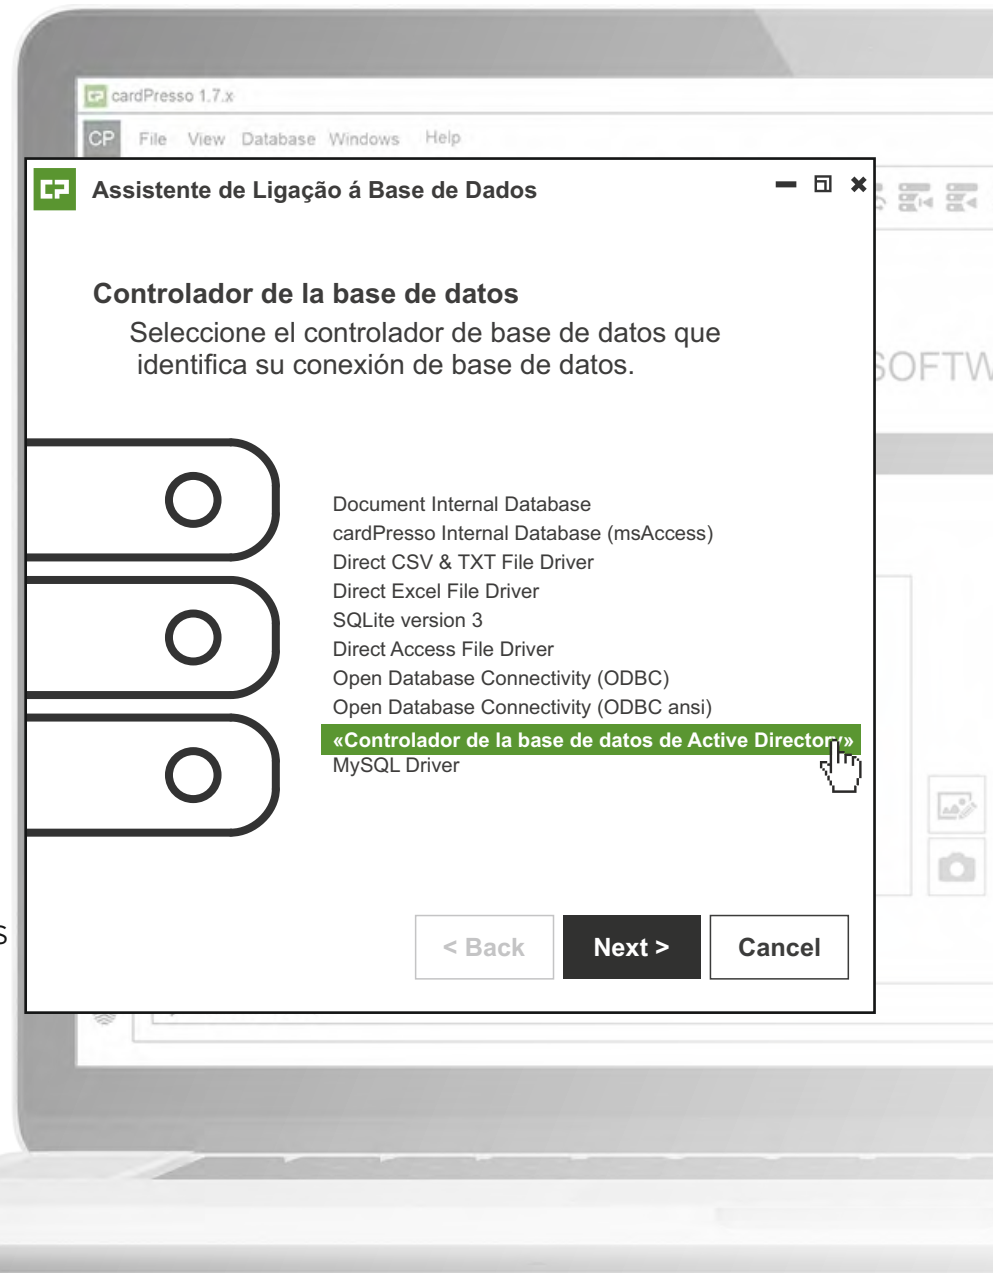 cardPresso 1.7.x
CP File View Database Windows Help
Assistente de Ligação á Base de Dados
Controlador de la base de datos
Seleccione el controlador de base de datos que
identifica su conexión de base de datos.
SOFTW
Document Internal Database
cardPresso Internal Database (msAccess)
Direct CSV & TXT File Driver
Direct Excel File Driver
SQLite version 3
Direct Access File Driver
Open Database Connectivity (ODBC)
Open Database Connectivity (ODBC ansi)
«Controlador de la base de datos de Active Directory»
MySQL Driver
s
< Back Next > Cancel